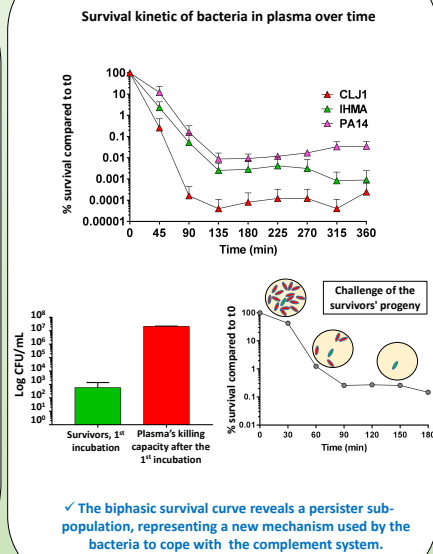 Survival kinetic of bacteria in plasma over time
% survival compared to t0
100
10
1
0.1
0.01
0.001
0.0001
0.00001
CLJ1
IHMA
PA14
0 45 90 135 180 225 270 315 360
Time (min)
Log CFU/mL
10⁸
10⁷
10⁶
10⁵
10⁴
10³
10²
10¹
10⁰
Survivors, 1ˢᵗ
incubation
Plasma's killing
capacity after the
1ˢᵗ incubation
Challenge of the
survivors' progeny
% survival compared to t0
100
10
1
0.1
0.01
0 30 60 90 120 150 180
Time (min)
✓ The biphasic survival curve reveals a persister sub-
population, representing a new mechanism used by the
bacteria to cope with the complement system.